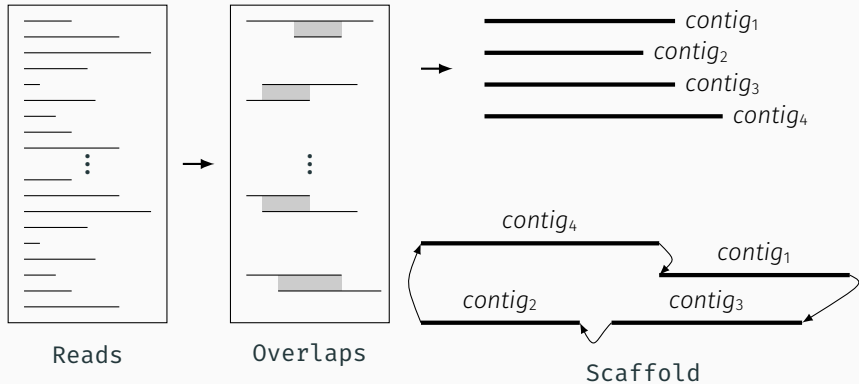 contig₁
contig₂
contig₃
contig₄
contig₄
contig₁
contig₂
contig₃
Reads
Overlaps
Scaffold